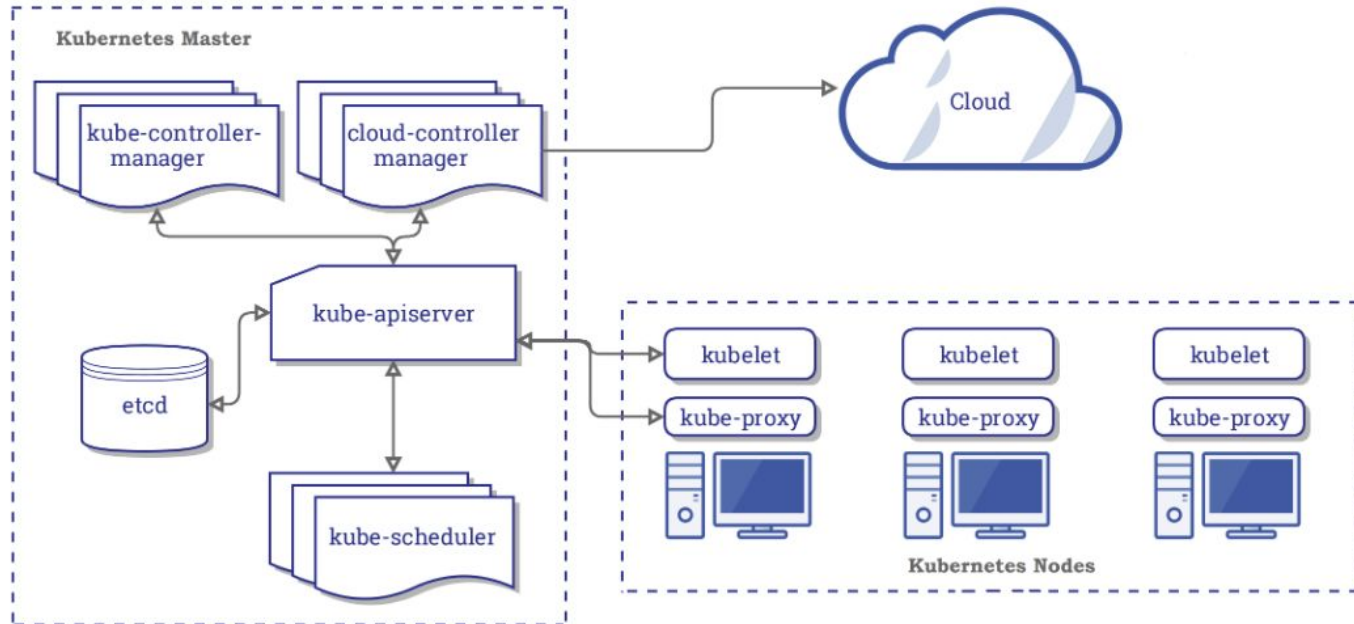 Kubernetes Master
kube-controller-
manager
cloud-controller
manager
Cloud
kube-apiserver
etcd
kube-scheduler
kubelet
kubelet
kubelet
kube-proxy
kube-proxy
kube-proxy
Kubernetes Nodes